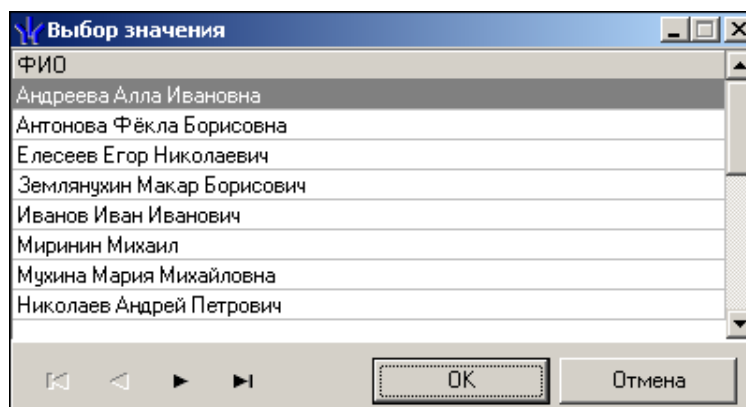 Выбор значения
ФИО
Андреева Алла Ивановна
Антонова Фёкла Борисовна
Елесеев Егор Николаевич
Землянухин Макар Борисович
Иванов Иван Иванович
Миринин Михаил
Мухина Мария Михайловна
Николаев Андрей Петрович
OK Отмена